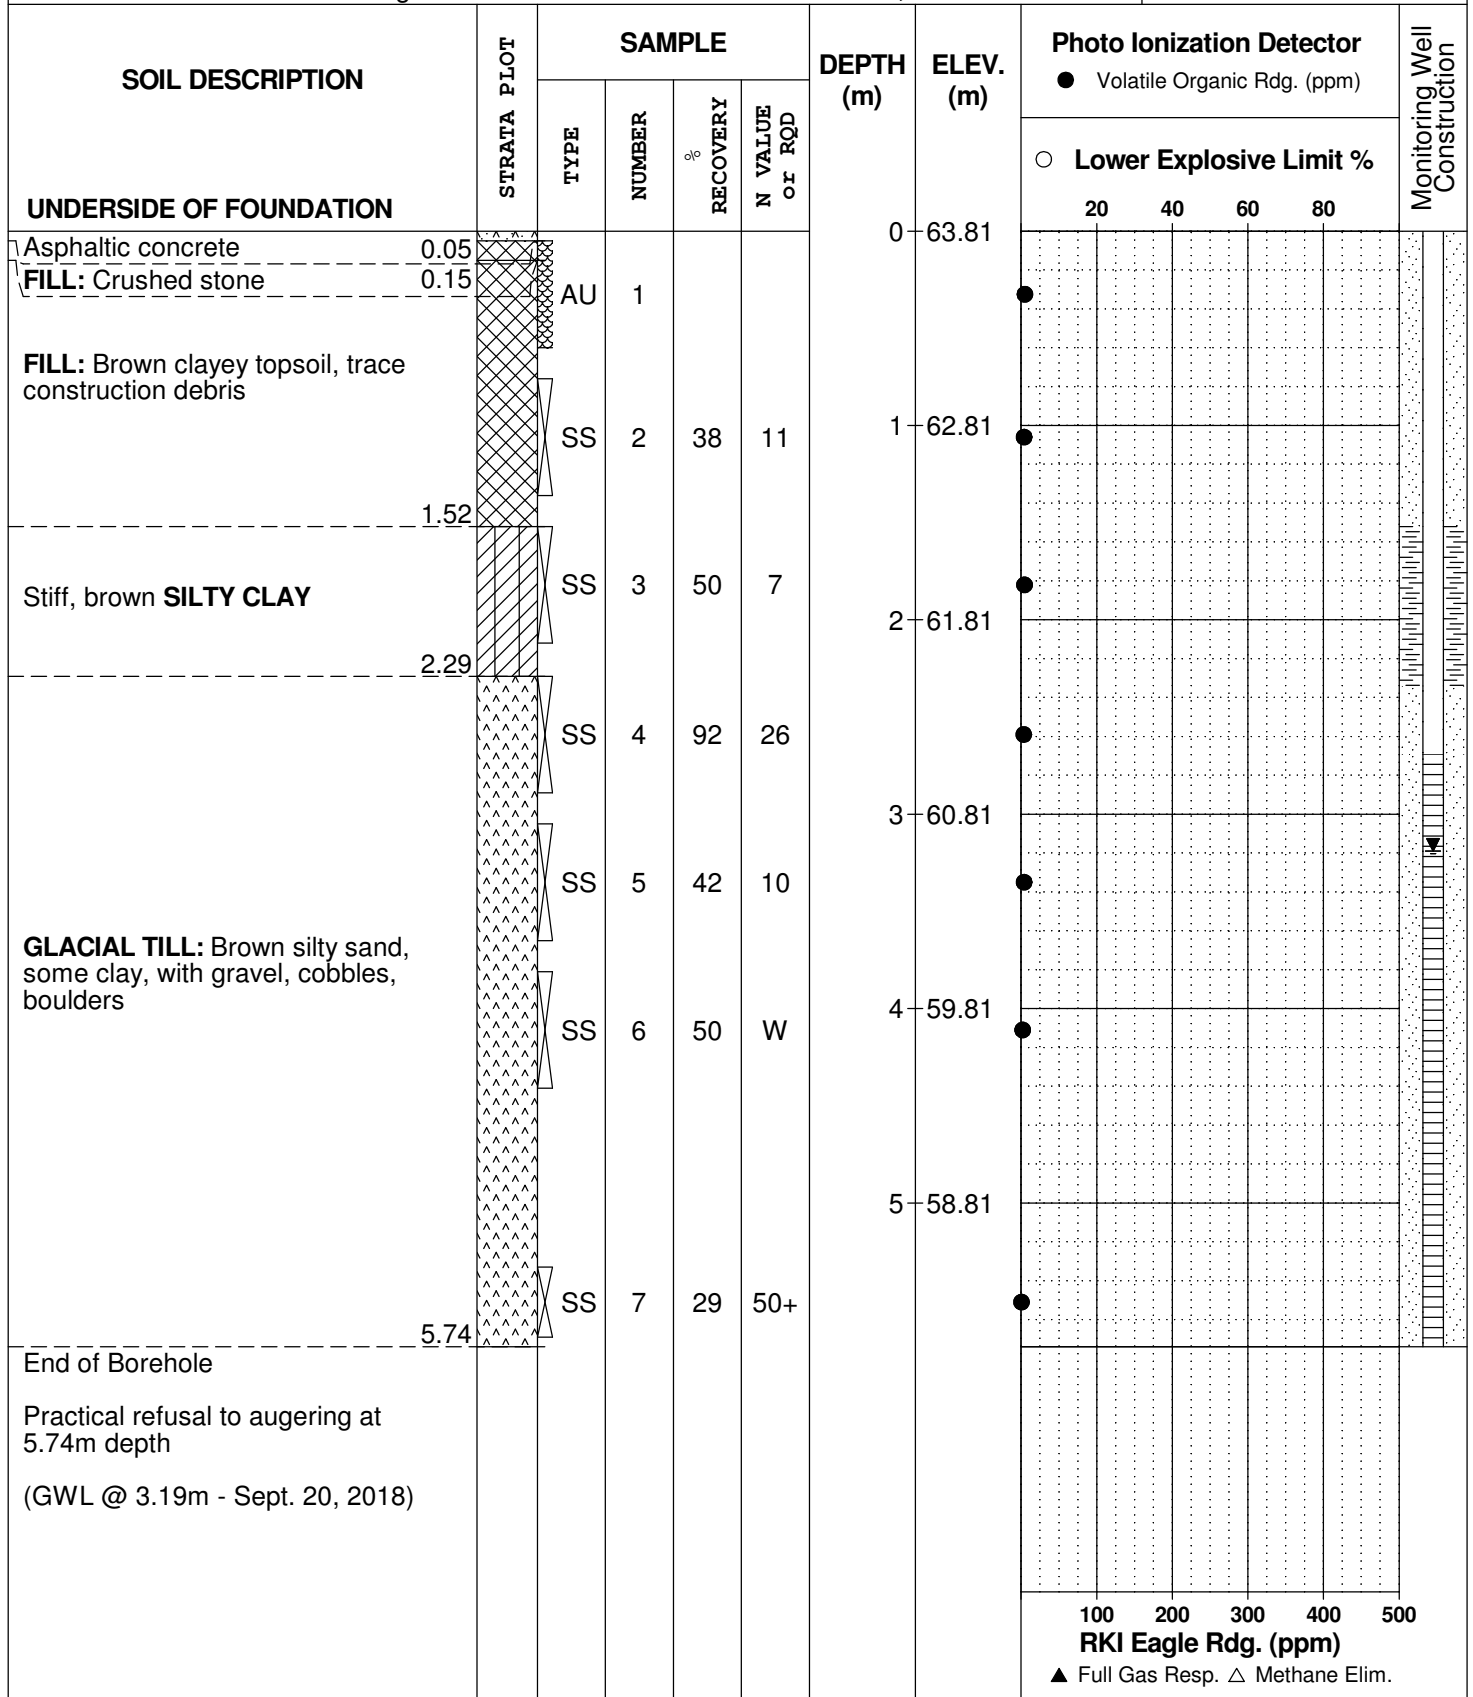 SOIL DESCRIPTION
UNDERSIDE OF FOUNDATION
STRATA PLOT
SAMPLE
TYPE
NUMBER
%
RECOVERY
N VALUE
or RQD
DEPTH
(m)
ELEV.
(m)
Photo Ionization Detector
● Volatile Organic Rdg. (ppm)
○ Lower Explosive Limit %
20 40 60 80
Monitoring Well
Construction
0 63.81
Asphaltic concrete 0.05
FILL: Crushed stone 0.15
AU 1
FILL: Brown clayey topsoil, trace
construction debris
1 62.81
SS 2 38 11
1.52
Stiff, brown SILTY CLAY
SS 3 50 7
2 61.81
2.29
SS 4 92 26
3 60.81
SS 5 42 10
GLACIAL TILL: Brown silty sand,
some clay, with gravel, cobbles,
boulders
4 59.81
SS 6 50 W
5 58.81
SS 7 29 50+
5.74
End of Borehole
Practical refusal to augering at
5.74m depth
(GWL @ 3.19m - Sept. 20, 2018)
100 200 300 400 500
RKI Eagle Rdg. (ppm)
▲ Full Gas Resp. △ Methane Elim.